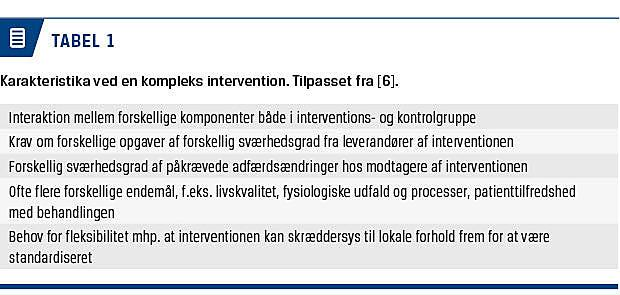 TABEL 1
Karakteristika ved en kompleks intervention. Tilpasset fra [6].
Interaktion mellem forskellige komponenter både i interventions- og kontrolgruppe
Krav om forskellige opgaver af forskellig sværhedsgrad fra leverandører af interventionen
Forskellig sværhedsgrad af påkrævede adfærdsændringer hos modtagere af interventionen
Ofte flere forskellige endemål, f.eks. livskvalitet, fysiologiske udfald og processer, patienttilfredshed
med behandlingen
Behov for fleksibilitet mhp. at interventionen kan skræddersys til lokale forhold frem for at være
standardiseret